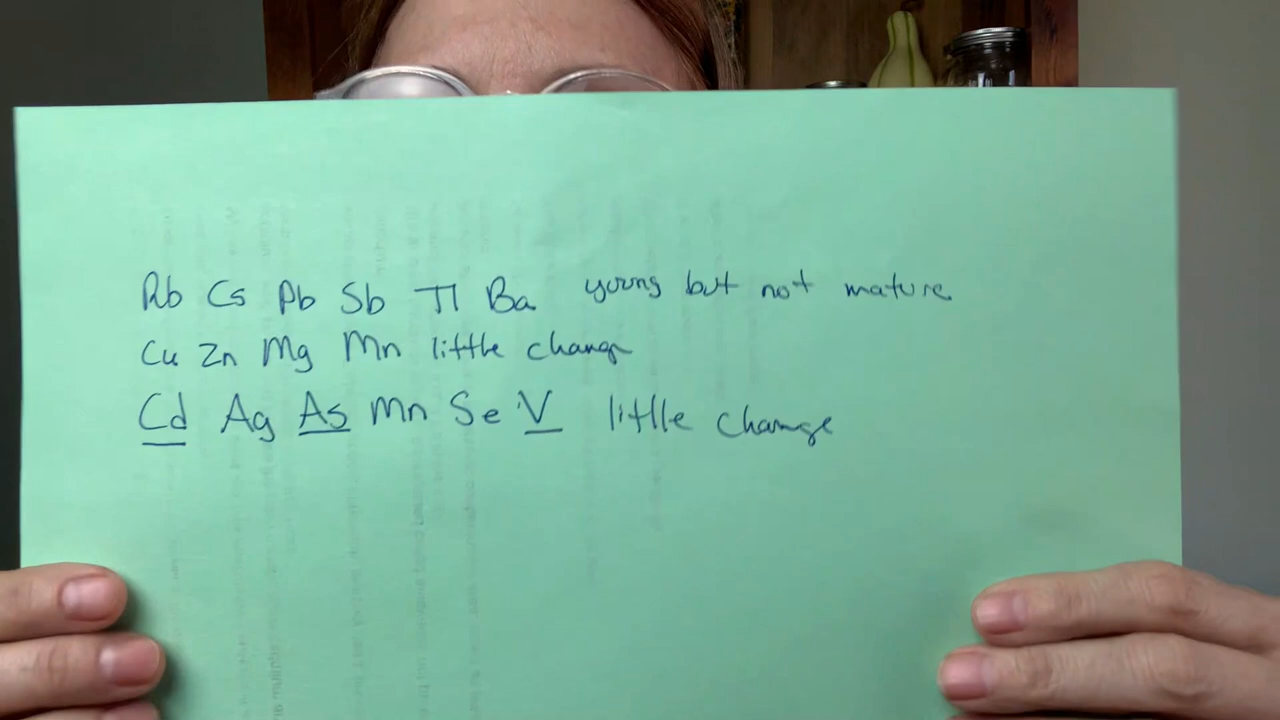 Rb Cs Pb Sb Tl Ba young but not mature
Cu Zn Mg Mn little change
Cd Ag As Mn Se V little change